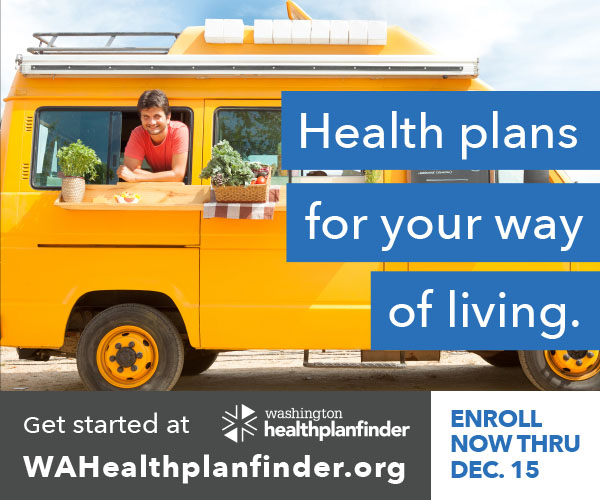 Health plans
for your way
of living.
Get started at
washington
healthplanfinder
WAHealthplanfinder.org
ENROLL
NOW THRU
DEC. 15